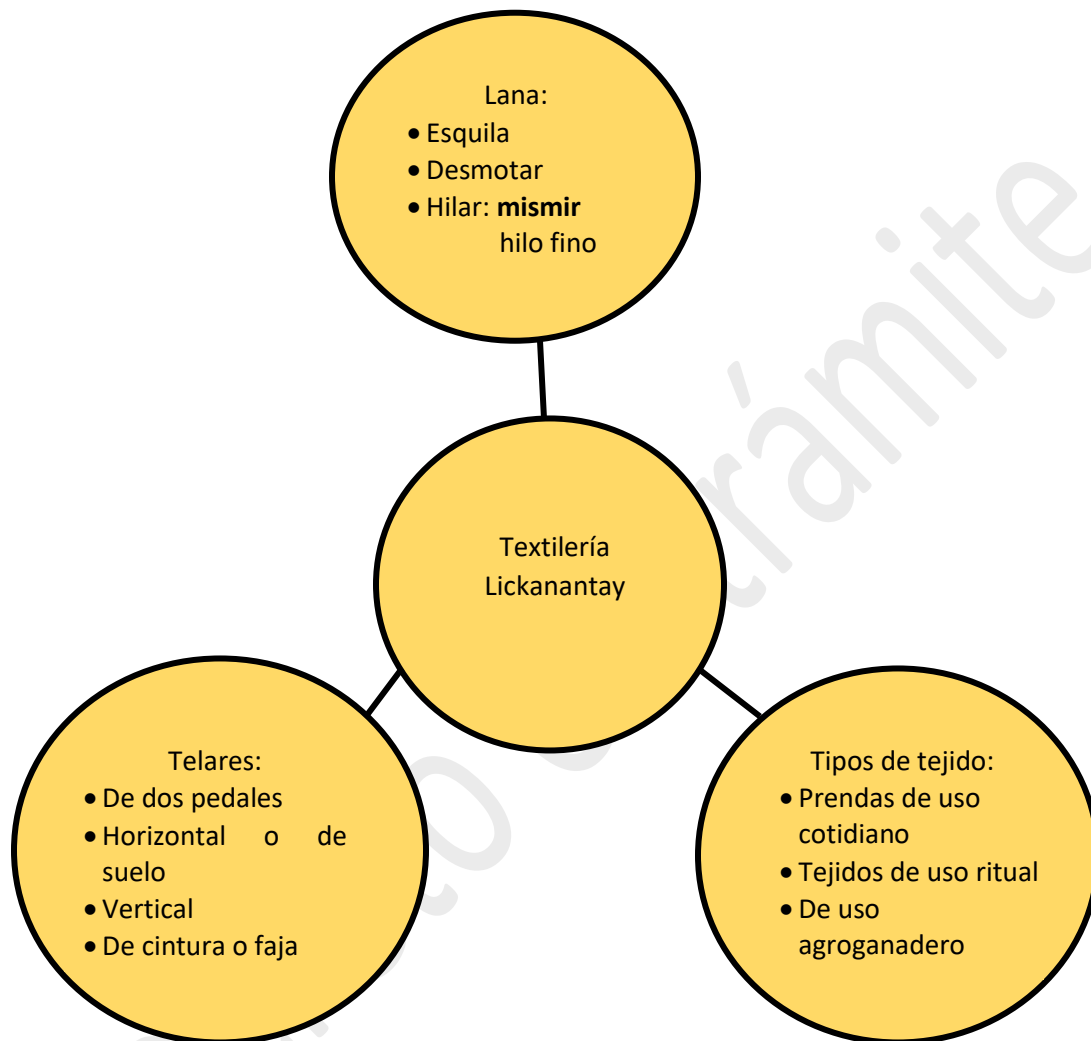 Lana:
• Esquila
• Desmotar
• Hilar: mismir
hilo fino
Textilería
Lickanantay
Telares:
• De dos pedales
• Horizontal o de
suelo
• Vertical
• De cintura o faja
Tipos de tejido:
• Prendas de uso
cotidiano
• Tejidos de uso ritual
• De uso
agroganadero
trámite